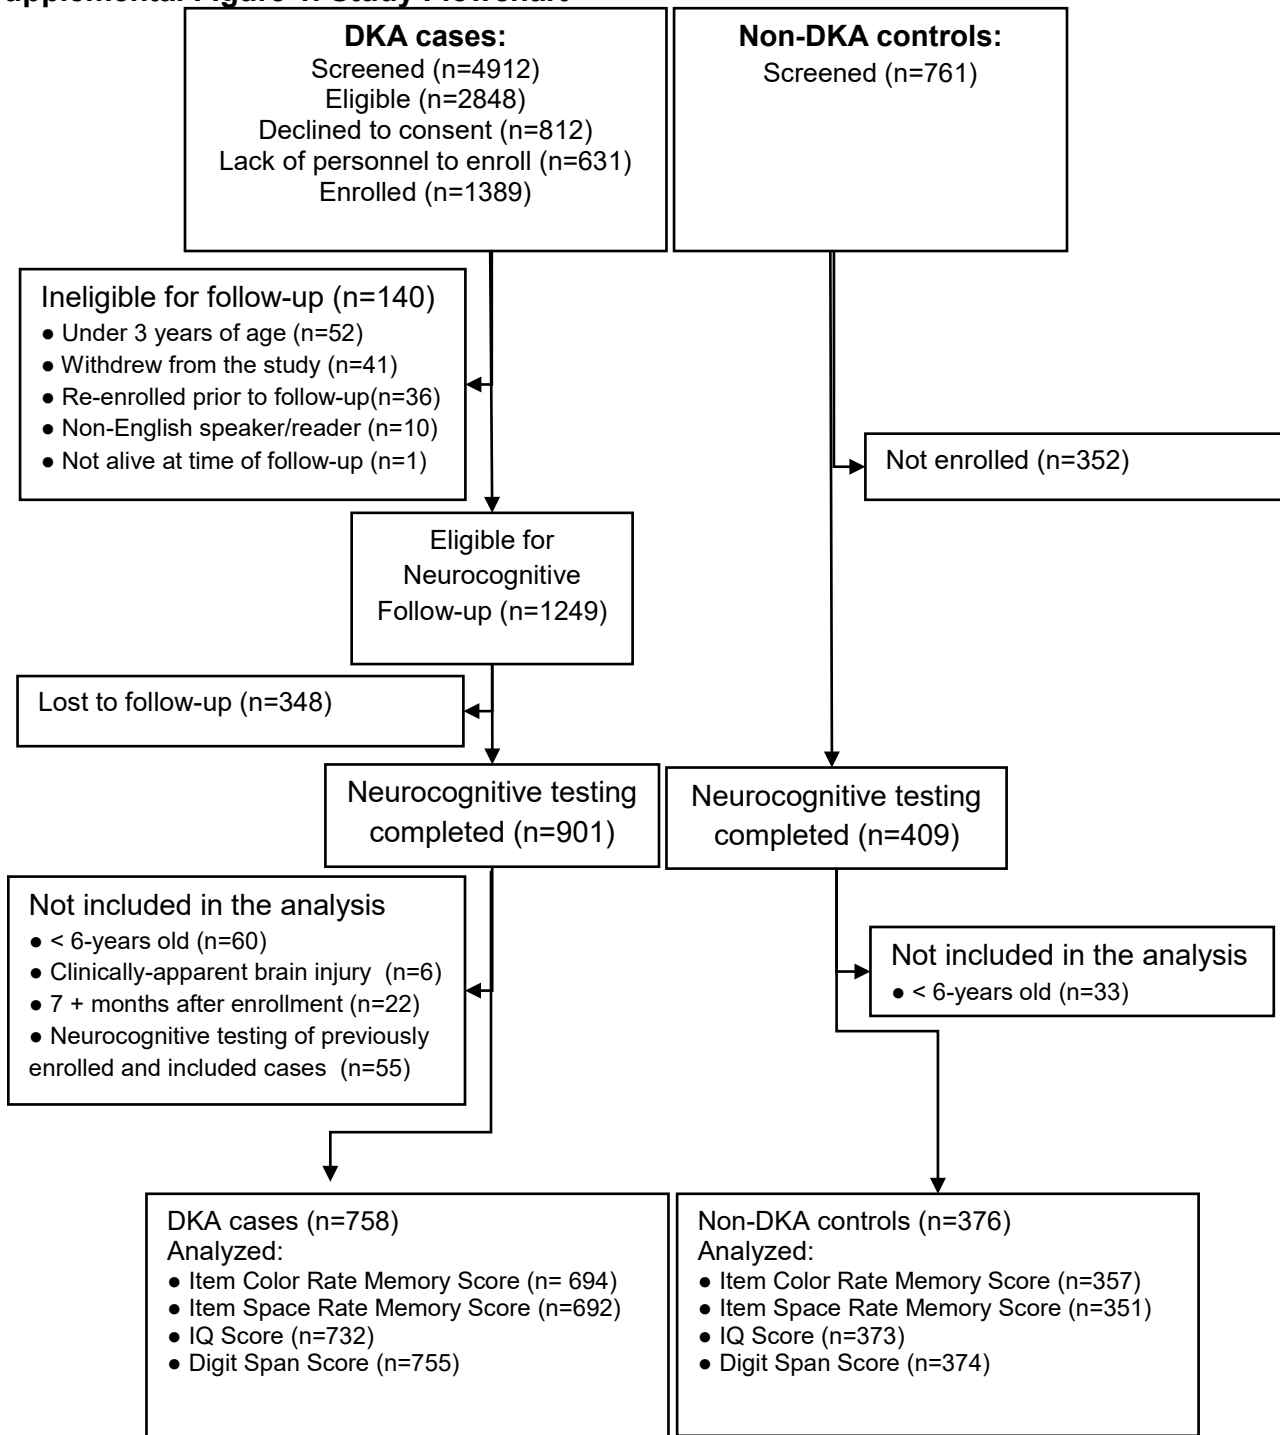 DKA cases:
Screened (n=4912)
Eligible (n=2848)
Declined to consent (n=812)
Lack of personnel to enroll (n=631)
Enrolled (n=1389)
Non-DKA controls:
Screened (n=761)
Ineligible for follow-up (n=140)
● Under 3 years of age (n=52)
● Withdrew from the study (n=41)
● Re-enrolled prior to follow-up(n=36)
● Non-English speaker/reader (n=10)
● Not alive at time of follow-up (n=1)
Not enrolled (n=352)
Eligible for
Neurocognitive
Follow-up (n=1249)
Lost to follow-up (n=348)
Neurocognitive testing
completed (n=901)
Neurocognitive testing
completed (n=409)
Not included in the analysis
● < 6-years old (n=60)
● Clinically-apparent brain injury (n=6)
● 7 + months after enrollment (n=22)
● Neurocognitive testing of previously
enrolled and included cases (n=55)
Not included in the analysis
● < 6-years old (n=33)
DKA cases (n=758)
Analyzed:
● Item Color Rate Memory Score (n= 694)
● Item Space Rate Memory Score (n=692)
● IQ Score (n=732)
● Digit Span Score (n=755)
Non-DKA controls (n=376)
Analyzed:
● Item Color Rate Memory Score (n=357)
● Item Space Rate Memory Score (n=351)
● IQ Score (n=373)
● Digit Span Score (n=374)